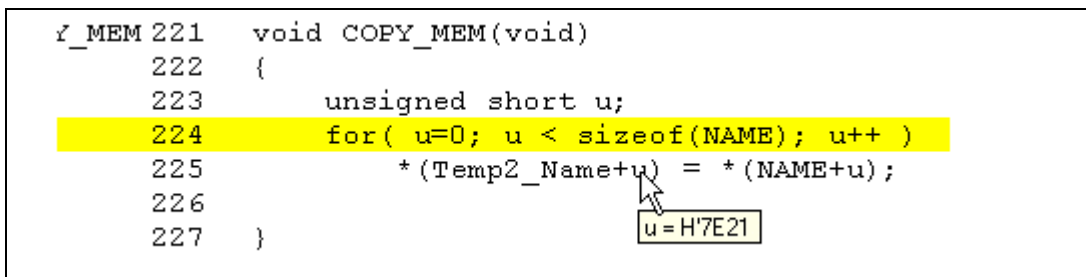 Y_MEM 221 void COPY_MEM(void)
222 {
223 unsigned short u;
224 for( u=0; u < sizeof(NAME); u++ )
225 *(Temp2_Name+u) = *(NAME+u);
226
u = H'7E21
227 }